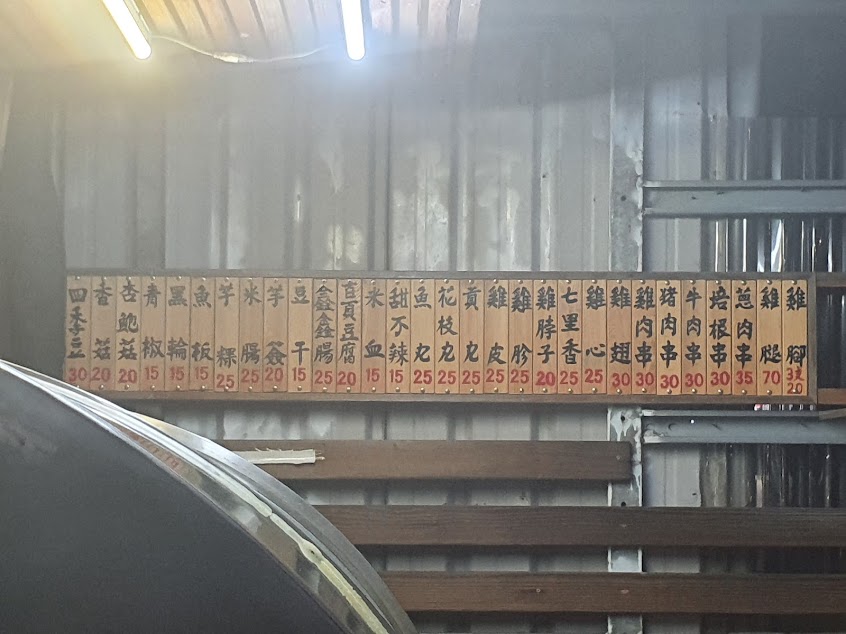 雞腳 3支20
雞腿 70
蔥肉串 35
培根串 30
牛肉串 30
豬肉串 30
雞肉串 30
雞翅 30
雞心 25
七里香 25
雞脖子 20
雞胗 25
雞皮 25
貢丸 25
花枝丸 25
魚丸 25
甜不辣 15
米血 15
百頁豆腐 20
鑫鑫腸 25
豆干 15
芋簽 20
米腸 25
芋粿 25
魚板 15
黑輪 15
青椒 15
杏鮑菇 20
香菇 20
四季豆 30